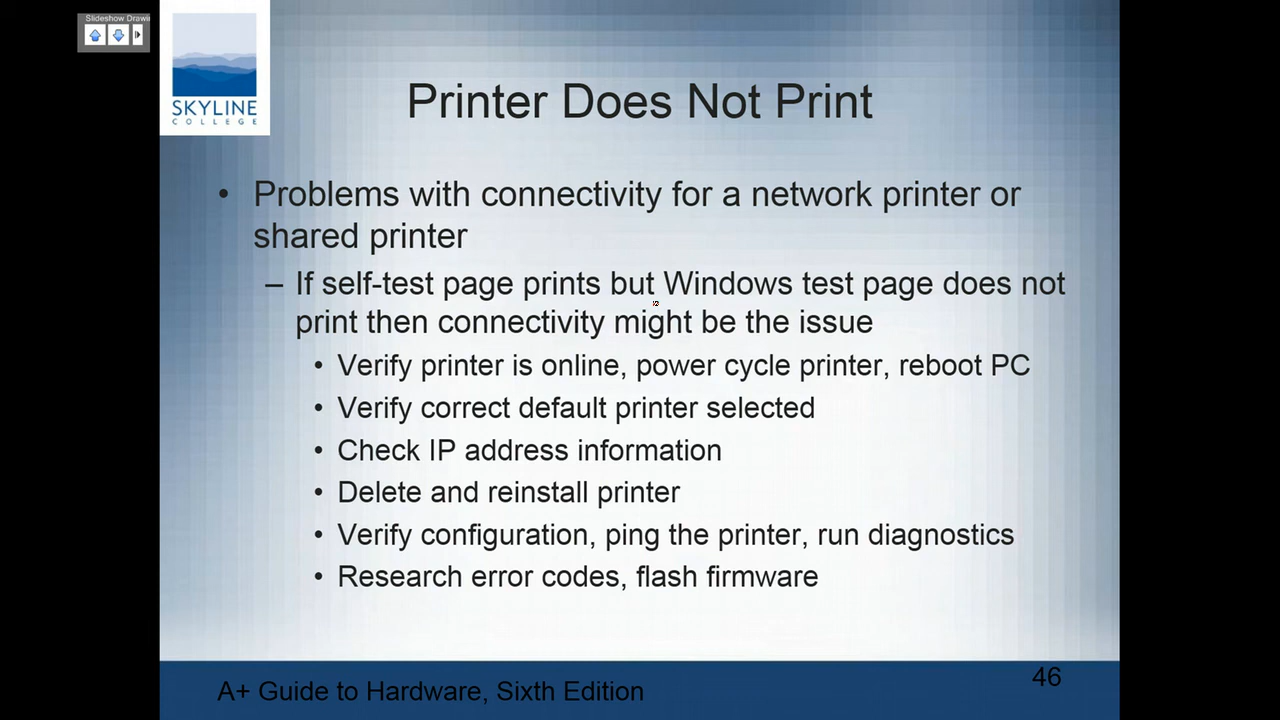 Slideshow Drawi
SKYLINE
COLLEGE
Printer Does Not Print
• Problems with connectivity for a network printer or
shared printer
– If self-test page prints but Windows test page does not
print then connectivity might be the issue
• Verify printer is online, power cycle printer, reboot PC
• Verify correct default printer selected
• Check IP address information
• Delete and reinstall printer
• Verify configuration, ping the printer, run diagnostics
• Research error codes, flash firmware
46
A+ Guide to Hardware, Sixth Edition